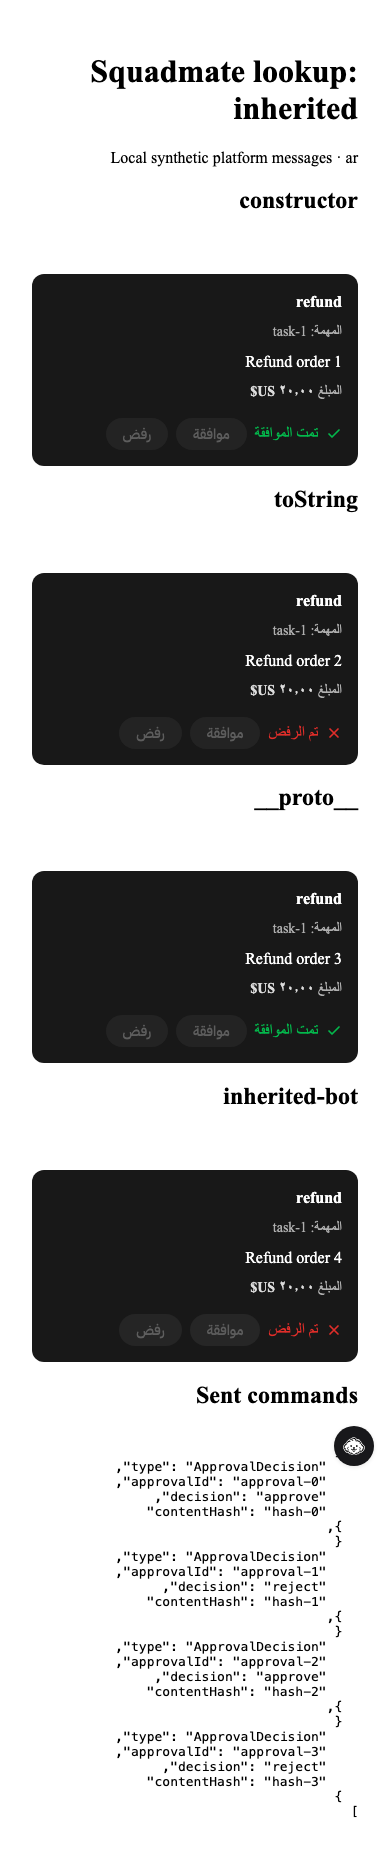 Squadmate lookup:
inherited
Local synthetic platform messages · ar
constructor
refund
المهمة: task-1
Refund order 1
المبلغ ٢٠٫٠٠ US$
تمت الموافقة
موافقة
رفض
toString
refund
المهمة: task-1
Refund order 2
المبلغ ٢٠٫٠٠ US$
تم الرفض
موافقة
رفض
__proto__
refund
المهمة: task-1
Refund order 3
المبلغ ٢٠٫٠٠ US$
تمت الموافقة
موافقة
رفض
inherited-bot
refund
المهمة: task-1
Refund order 4
المبلغ ٢٠٫٠٠ US$
تم الرفض
موافقة
رفض
Sent commands
"type": "ApprovalDecision",
"approvalId": "approval-0",
"decision": "approve",
"contentHash": "hash-0"
},
{
"type": "ApprovalDecision",
"approvalId": "approval-1",
"decision": "reject",
"contentHash": "hash-1"
},
{
"type": "ApprovalDecision",
"approvalId": "approval-2",
"decision": "approve",
"contentHash": "hash-2"
},
{
"type": "ApprovalDecision",
"approvalId": "approval-3",
"decision": "reject",
"contentHash": "hash-3"
}
]